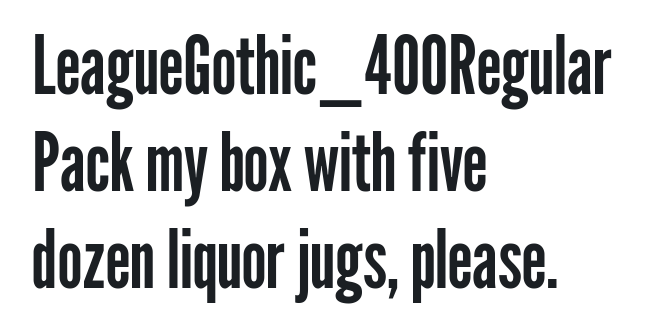 LeagueGothic_400Regular
Pack my box with five
dozen liquor jugs, please.